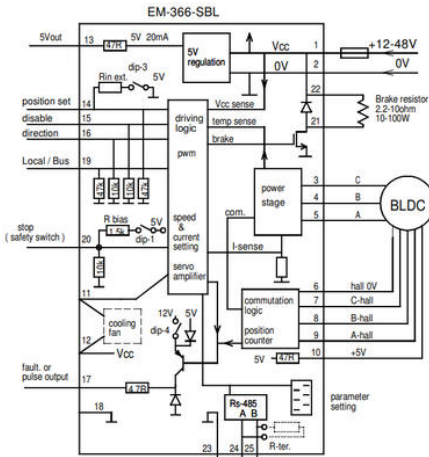 EM-366-SBL
5Vout
13
47R
5V 20mA
5V
regulation
Vcc
1
+12-48V
0V
2
0V
dip-3
Rin ext.
5V
position set
14
disable
15
direction
16
Local / Bus
19
47k
10k
10k
47k
driving
logic
pwm
speed
&
current
setting
servo
amplifier
Vcc sense
temp sense
brake
22
21
Brake resistor
2.2-10ohm
10-100W
power
stage
3
C
4
B
5
A
BLDC
com.
I-sense
stop
( safety switch )
20
R bias
1.5k
5V
dip-1
10k
commutation
logic
position
counter
6
hall 0V
7
C-hall
8
B-hall
9
A-hall
5V
47R
10
+5V
11
cooling
fan
12
Vcc
12V
5V
dip-4
fault. or
pulse output
17
4.7R
18
Rs-485
A B
parameter
setting
R-ter.
23
24
25